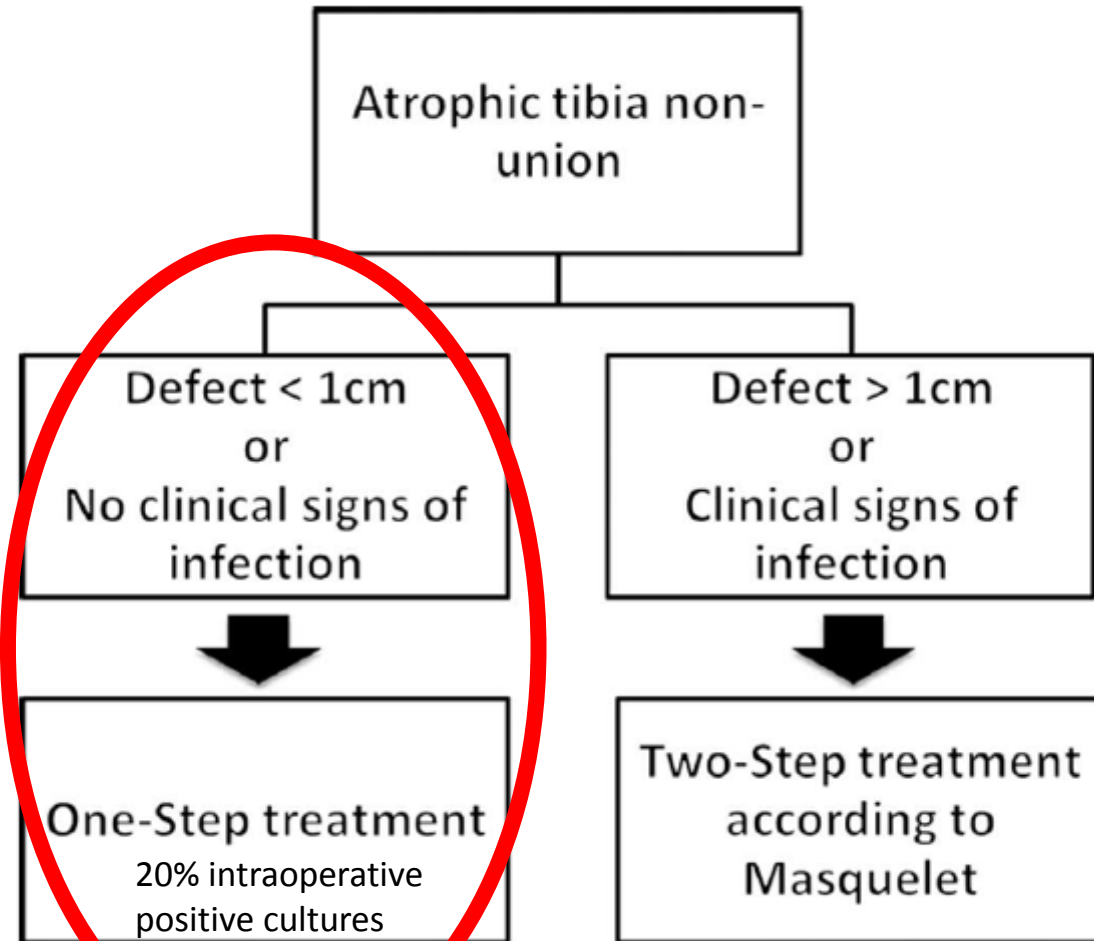 Atrophic tibia non-
union
Defect < 1cm
or
No clinical signs of
infection
Defect > 1cm
or
Clinical signs of
infection
One-Step treatment
20% intraoperative
positive cultures
Two-Step treatment
according to
Masquelet